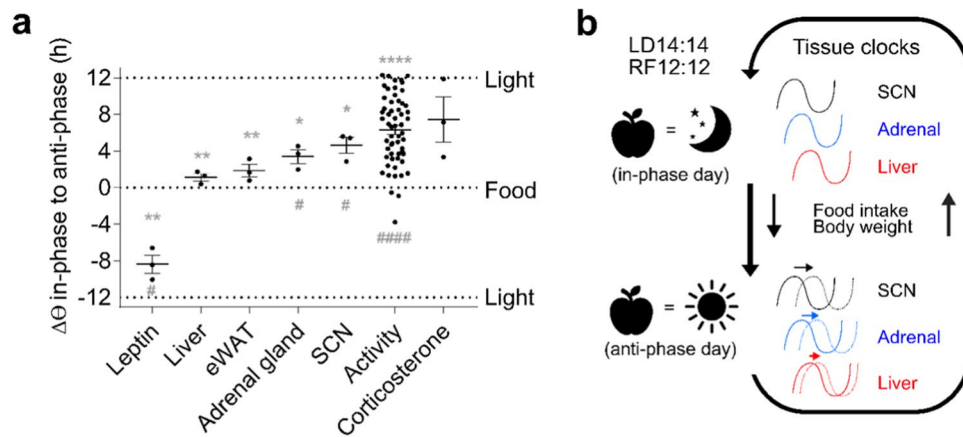 a
ΔΘ in-phase to anti-phase (h)
12
8
4
0
-4
-8
-12
**
#
**
**
*
#
*
#
****
####
Light
Food
Light
Leptin
Liver
eWAT
Adrenal gland
SCN
Activity
Corticosterone
b
LD14:14
RF12:12
=
(in-phase day)
Tissue clocks
SCN
Adrenal
Liver
Food intake
Body weight
=
(anti-phase day)
SCN
Adrenal
Liver